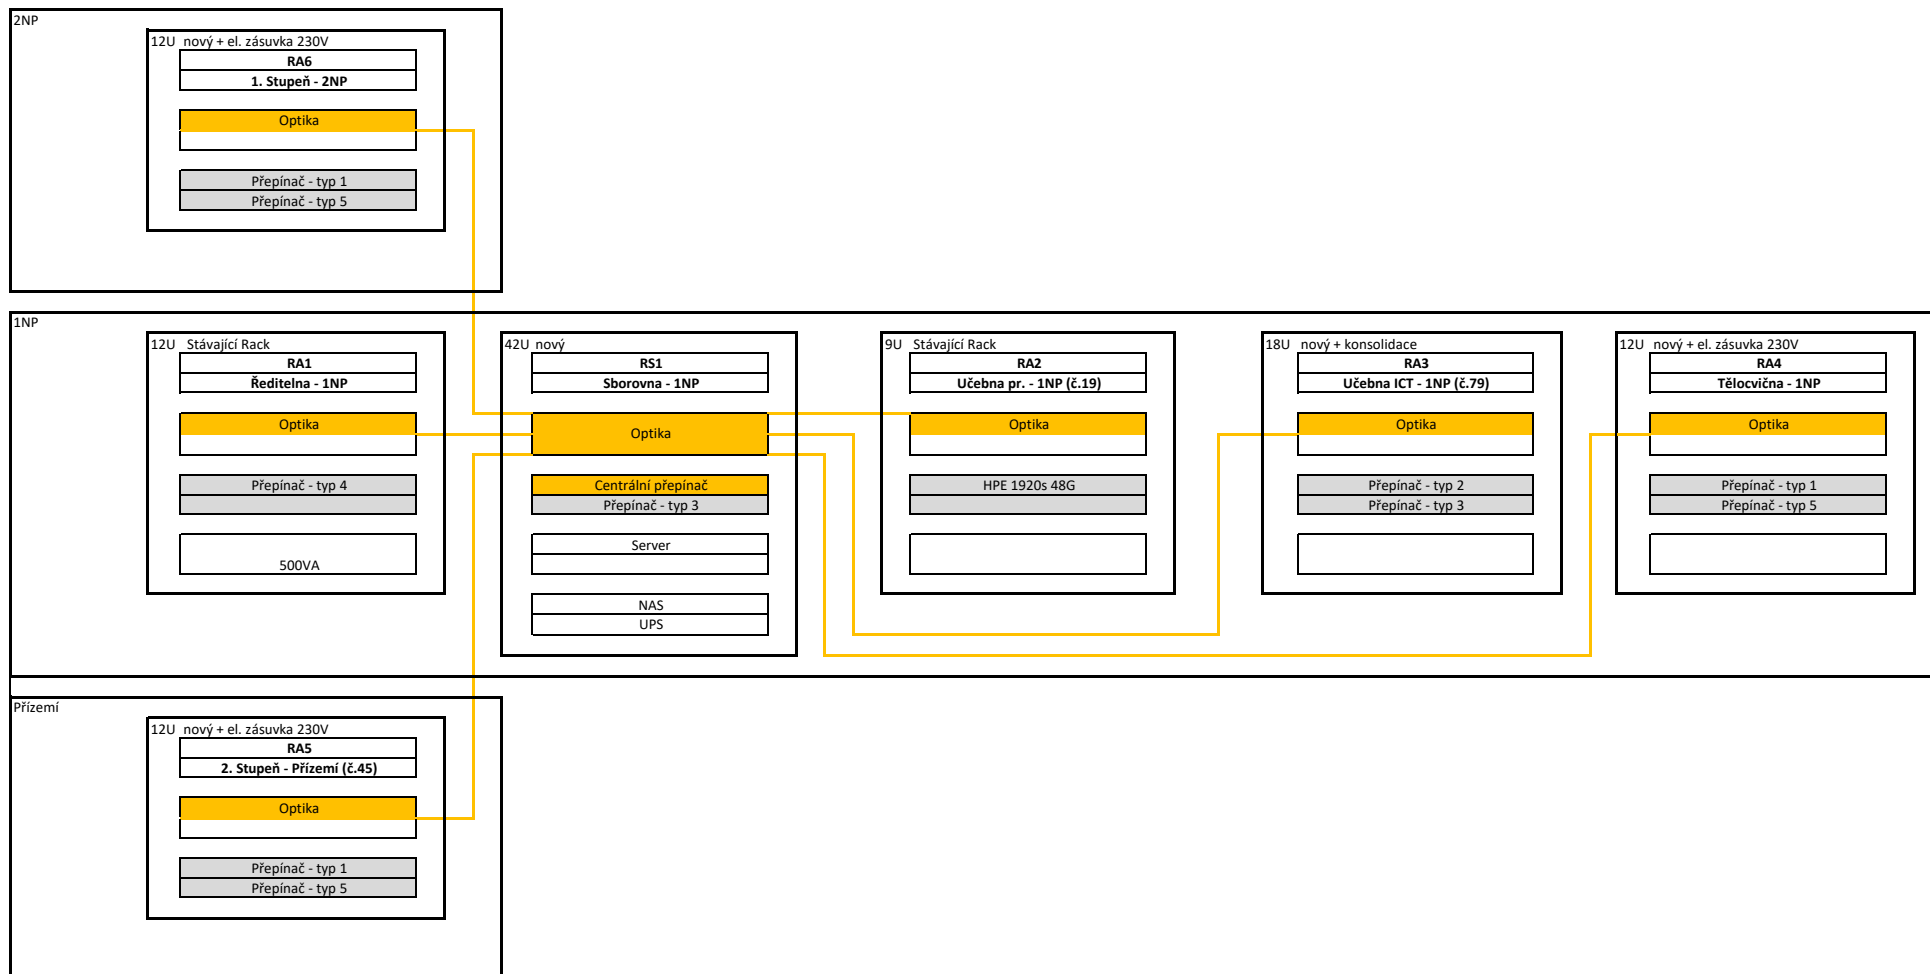 2NP
12U nový + el. zásuvka 230V
RA6
1. Stupeň - 2NP
Optika
Přepínač - typ 1
Přepínač - typ 5
1NP
12U Stávající Rack
RA1
Ředitelna - 1NP
Optika
Přepínač - typ 4
500VA
42U nový
RS1
Sborovna - 1NP
Optika
Centrální přepínač
Přepínač - typ 3
Server
NAS
UPS
9U Stávající Rack
RA2
Učebna pr. - 1NP (č.19)
Optika
HPE 1920s 48G
18U nový + konsolidace
RA3
Učebna ICT - 1NP (č.79)
Optika
Přepínač - typ 2
Přepínač - typ 3
12U nový + el. zásuvka 230V
RA4
Tělocvična - 1NP
Optika
Přepínač - typ 1
Přepínač - typ 5
Přízemí
12U nový + el. zásuvka 230V
RA5
2. Stupeň - Přízemí (č.45)
Optika
Přepínač - typ 1
Přepínač - typ 5